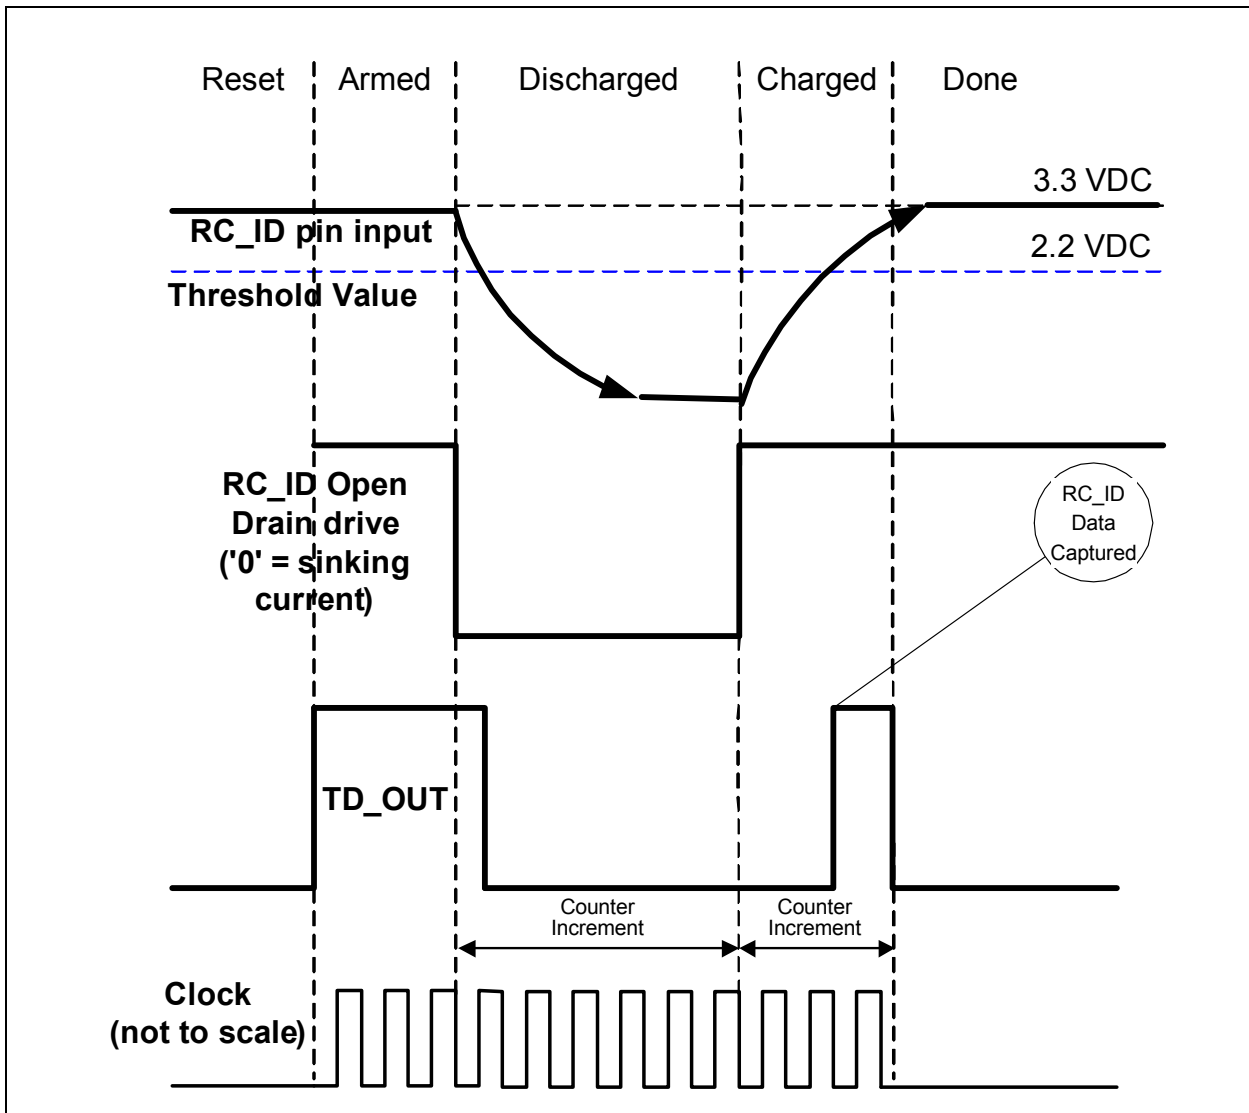 Reset Armed Discharged Charged Done
3.3 VDC
RC_ID pin input
2.2 VDC
Threshold Value
RC_ID Open
Drain drive
('0' = sinking
current)
RC_ID
Data
Captured
TD_OUT
Counter
Increment
Counter
Increment
Clock
(not to scale)